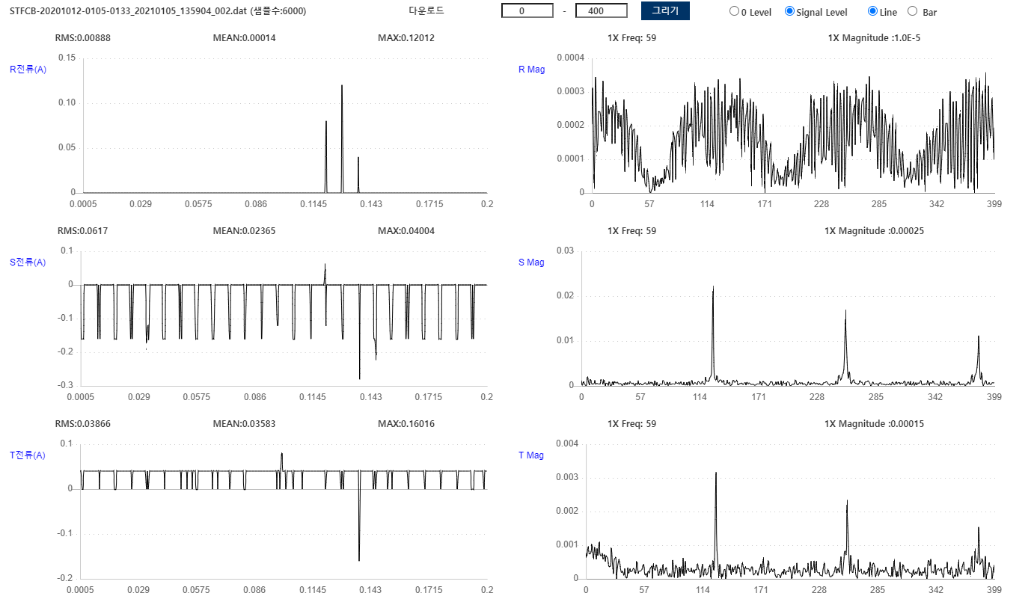 STFCB-20201012-0105-0133_20210105_135904_002.dat (샘플수:6000) 다운로드 0 - 400 그리기 0 Level Signal Level Line Bar
RMS:0.00888 MEAN:0.00014 MAX:0.12012
R전류(A)
0.15
0.10
0.05
0
0.0005 0.029 0.0575 0.086 0.1145 0.143 0.1715 0.2
1X Freq: 59 1X Magnitude :1.0E-5
R Mag
0.0004
0.0003
0.0002
0.0001
0
0 57 114 171 228 285 342 399
RMS:0.0617 MEAN:0.02365 MAX:0.04004
S전류(A)
0.1
0
-0.1
-0.2
-0.3
0.0005 0.029 0.0575 0.086 0.1145 0.143 0.1715 0.2
1X Freq: 59 1X Magnitude :0.00025
S Mag
0.03
0.02
0.01
0
0 57 114 171 228 285 342 399
RMS:0.03866 MEAN:0.03583 MAX:0.16016
T전류(A)
0.1
0
-0.1
-0.2
0.0005 0.029 0.0575 0.086 0.1145 0.143 0.1715 0.2
1X Freq: 59 1X Magnitude :0.00015
T Mag
0.004
0.003
0.002
0.001
0
0 57 114 171 228 285 342 399